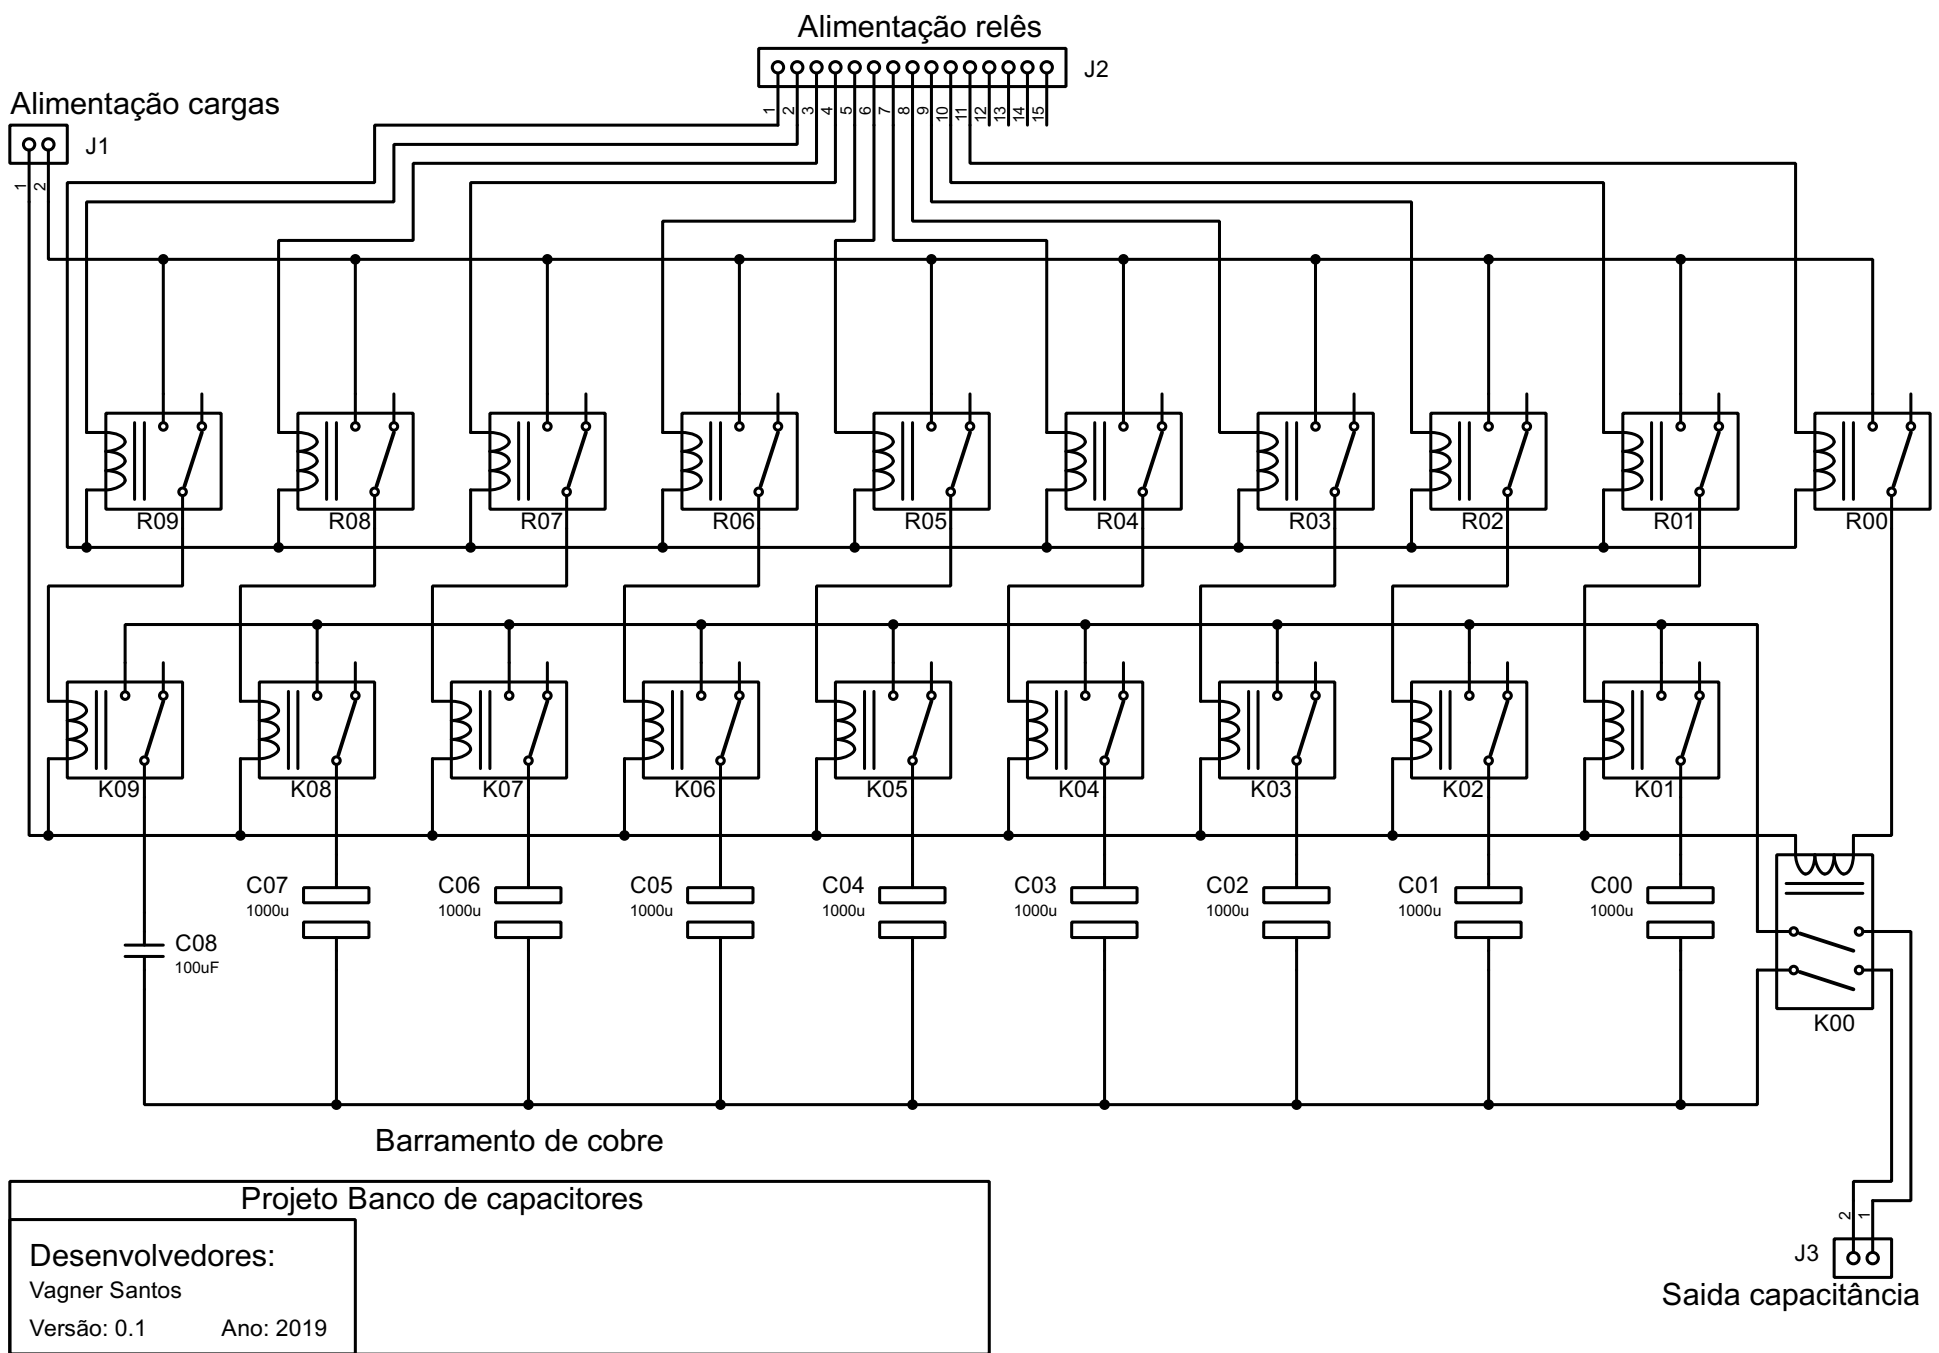 Alimentação relês
J2
1 2 3 4 5 6 7 8 9 10 11 12 13 14 15
Alimentação cargas
J1
1 2
R09 R08 R07 R06 R05 R04 R03 R02 R01 R00
K09 K08 K07 K06 K05 K04 K03 K02 K01
C07 C06 C05 C04 C03 C02 C01 C00
1000u 1000u 1000u 1000u 1000u 1000u 1000u 1000u
C08
100uF
K00
Barramento de cobre
Projeto Banco de capacitores
Desenvolvedores:
Vagner Santos
Versão: 0.1 Ano: 2019
2 1
J3
Saida capacitância